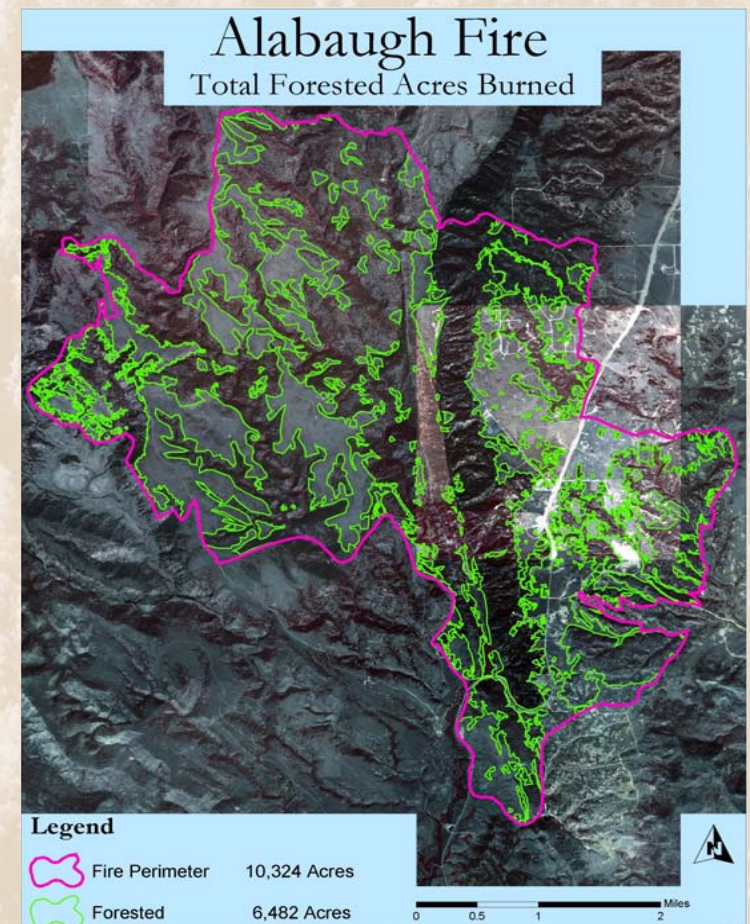 Alabaugh Fire
Total Forested Acres Burned
Legend
Fire Perimeter 10,324 Acres
Forested 6,482 Acres
N
Miles
0 0.5 1 2